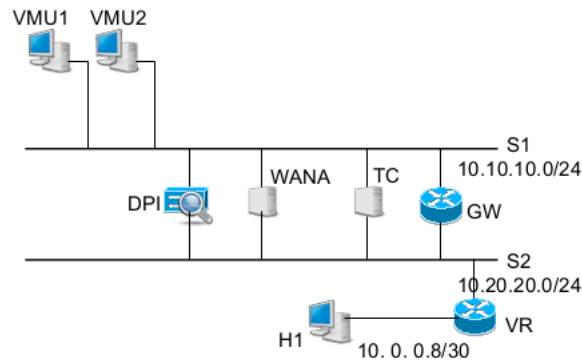 VMU1 VMU2
S1
10.10.10.0/24
WANA
TC
DPI
GW
S2
10.20.20.0/24
H1
VR
10. 0. 0.8/30